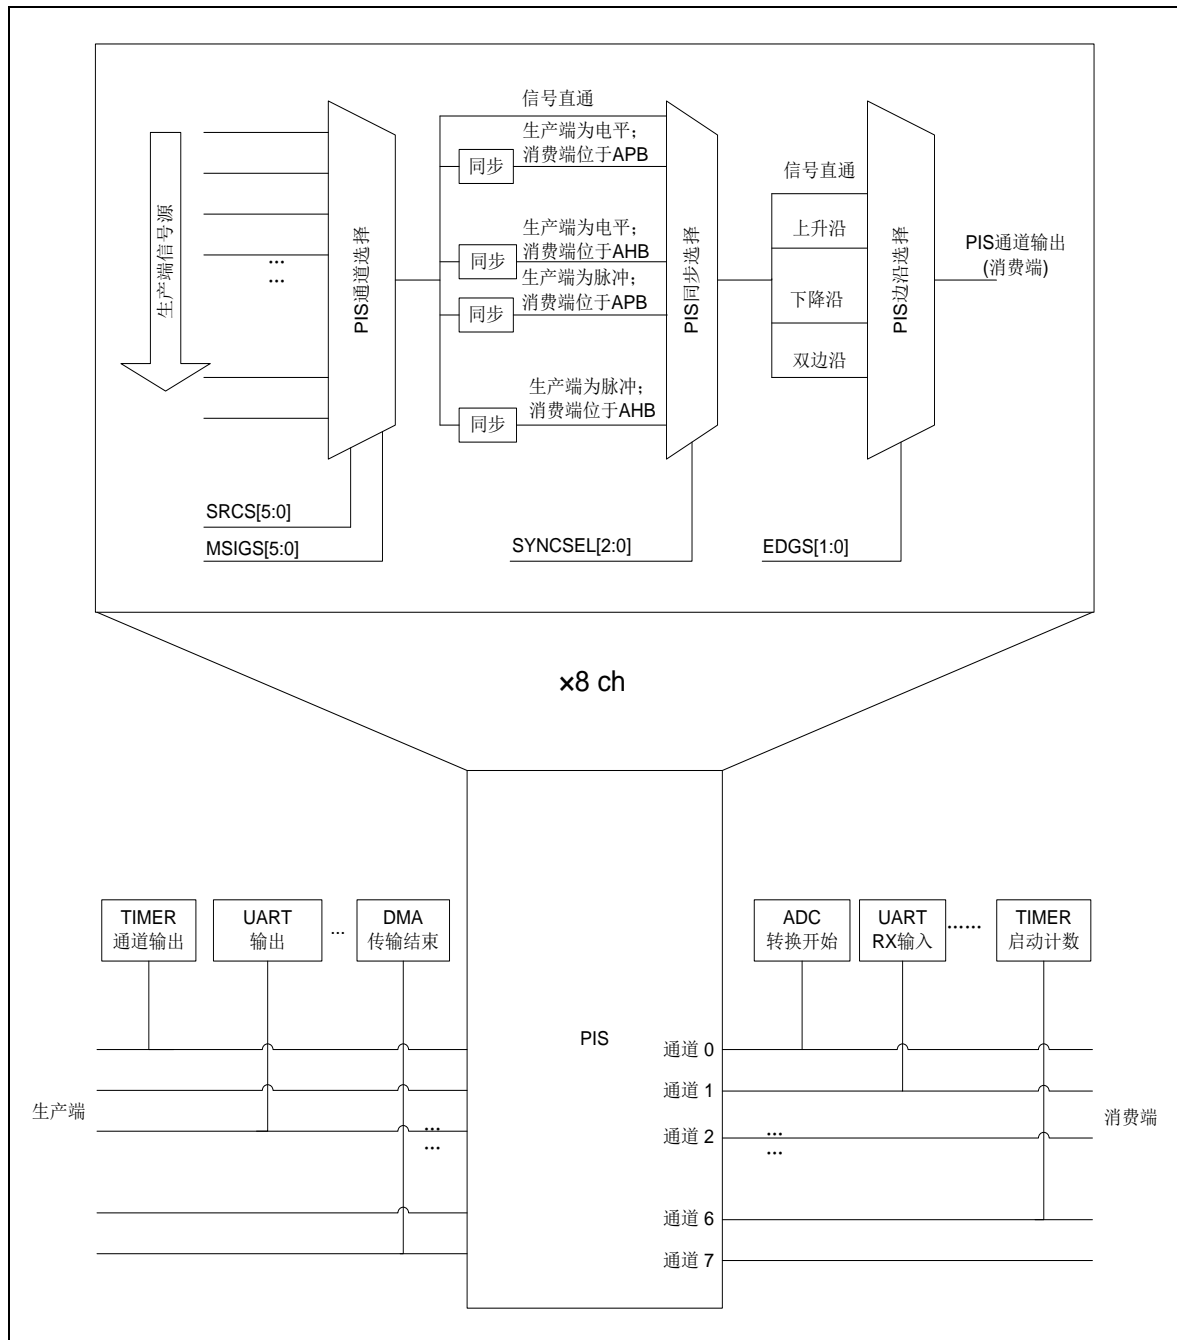 信号直通
生产端为电平；
消费端位于APB
同步
生产端信号源
PIS通道选择
生产端为电平；
消费端位于AHB
同步
生产端为脉冲；
消费端位于APB
同步
生产端为脉冲；
消费端位于AHB
同步
PIS同步选择
信号直通
上升沿
下降沿
双边沿
PIS边沿选择
PIS通道输出
(消费端)
...
...
SRCS[5:0]
MSIGS[5:0]
SYNCSEL[2:0]
EDGS[1:0]
×8 ch
TIMER
通道输出
UART
输出
...
DMA
传输结束
ADC
转换开始
UART
RX输入
......
TIMER
启动计数
PIS
通道 0
通道 1
生产端
消费端
通道 2
...
...
...
...
通道 6
通道 7